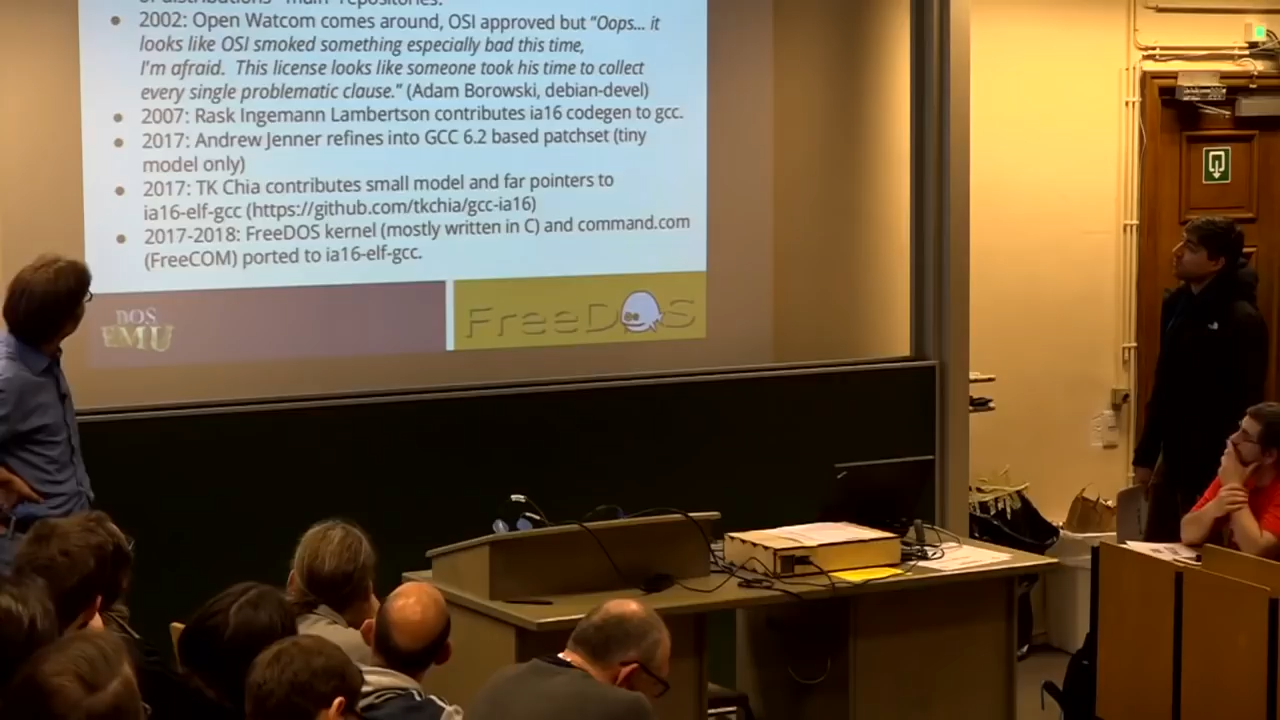 of distributions "main" repositories.
• 2002: Open Watcom comes around, OSI approved but “Oops... it
looks like OSI smoked something especially bad this time,
I'm afraid. This license looks like someone took his time to collect
every single problematic clause.” (Adam Borowski, debian-devel)
• 2007: Rask Ingemann Lambertson contributes ia16 codegen to gcc.
• 2017: Andrew Jenner refines into GCC 6.2 based patchset (tiny
model only)
• 2017: TK Chia contributes small model and far pointers to
ia16-elf-gcc (https://github.com/tkchia/gcc-ia16)
• 2017-2018: FreeDOS kernel (mostly written in C) and command.com
(FreeCOM) ported to ia16-elf-gcc.
DOS
EMU
FreeDOS